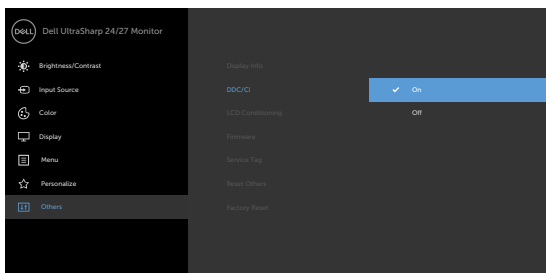 DELL
Dell UltraSharp 24/27 Monitor
Brightness/Contrast
Input Source
Color
Display
Menu
Personalize
Others
Display Info
DDC/CI
LCD Conditioning
Firmware
Service Tag
Reset Others
Factory Reset
On
Off